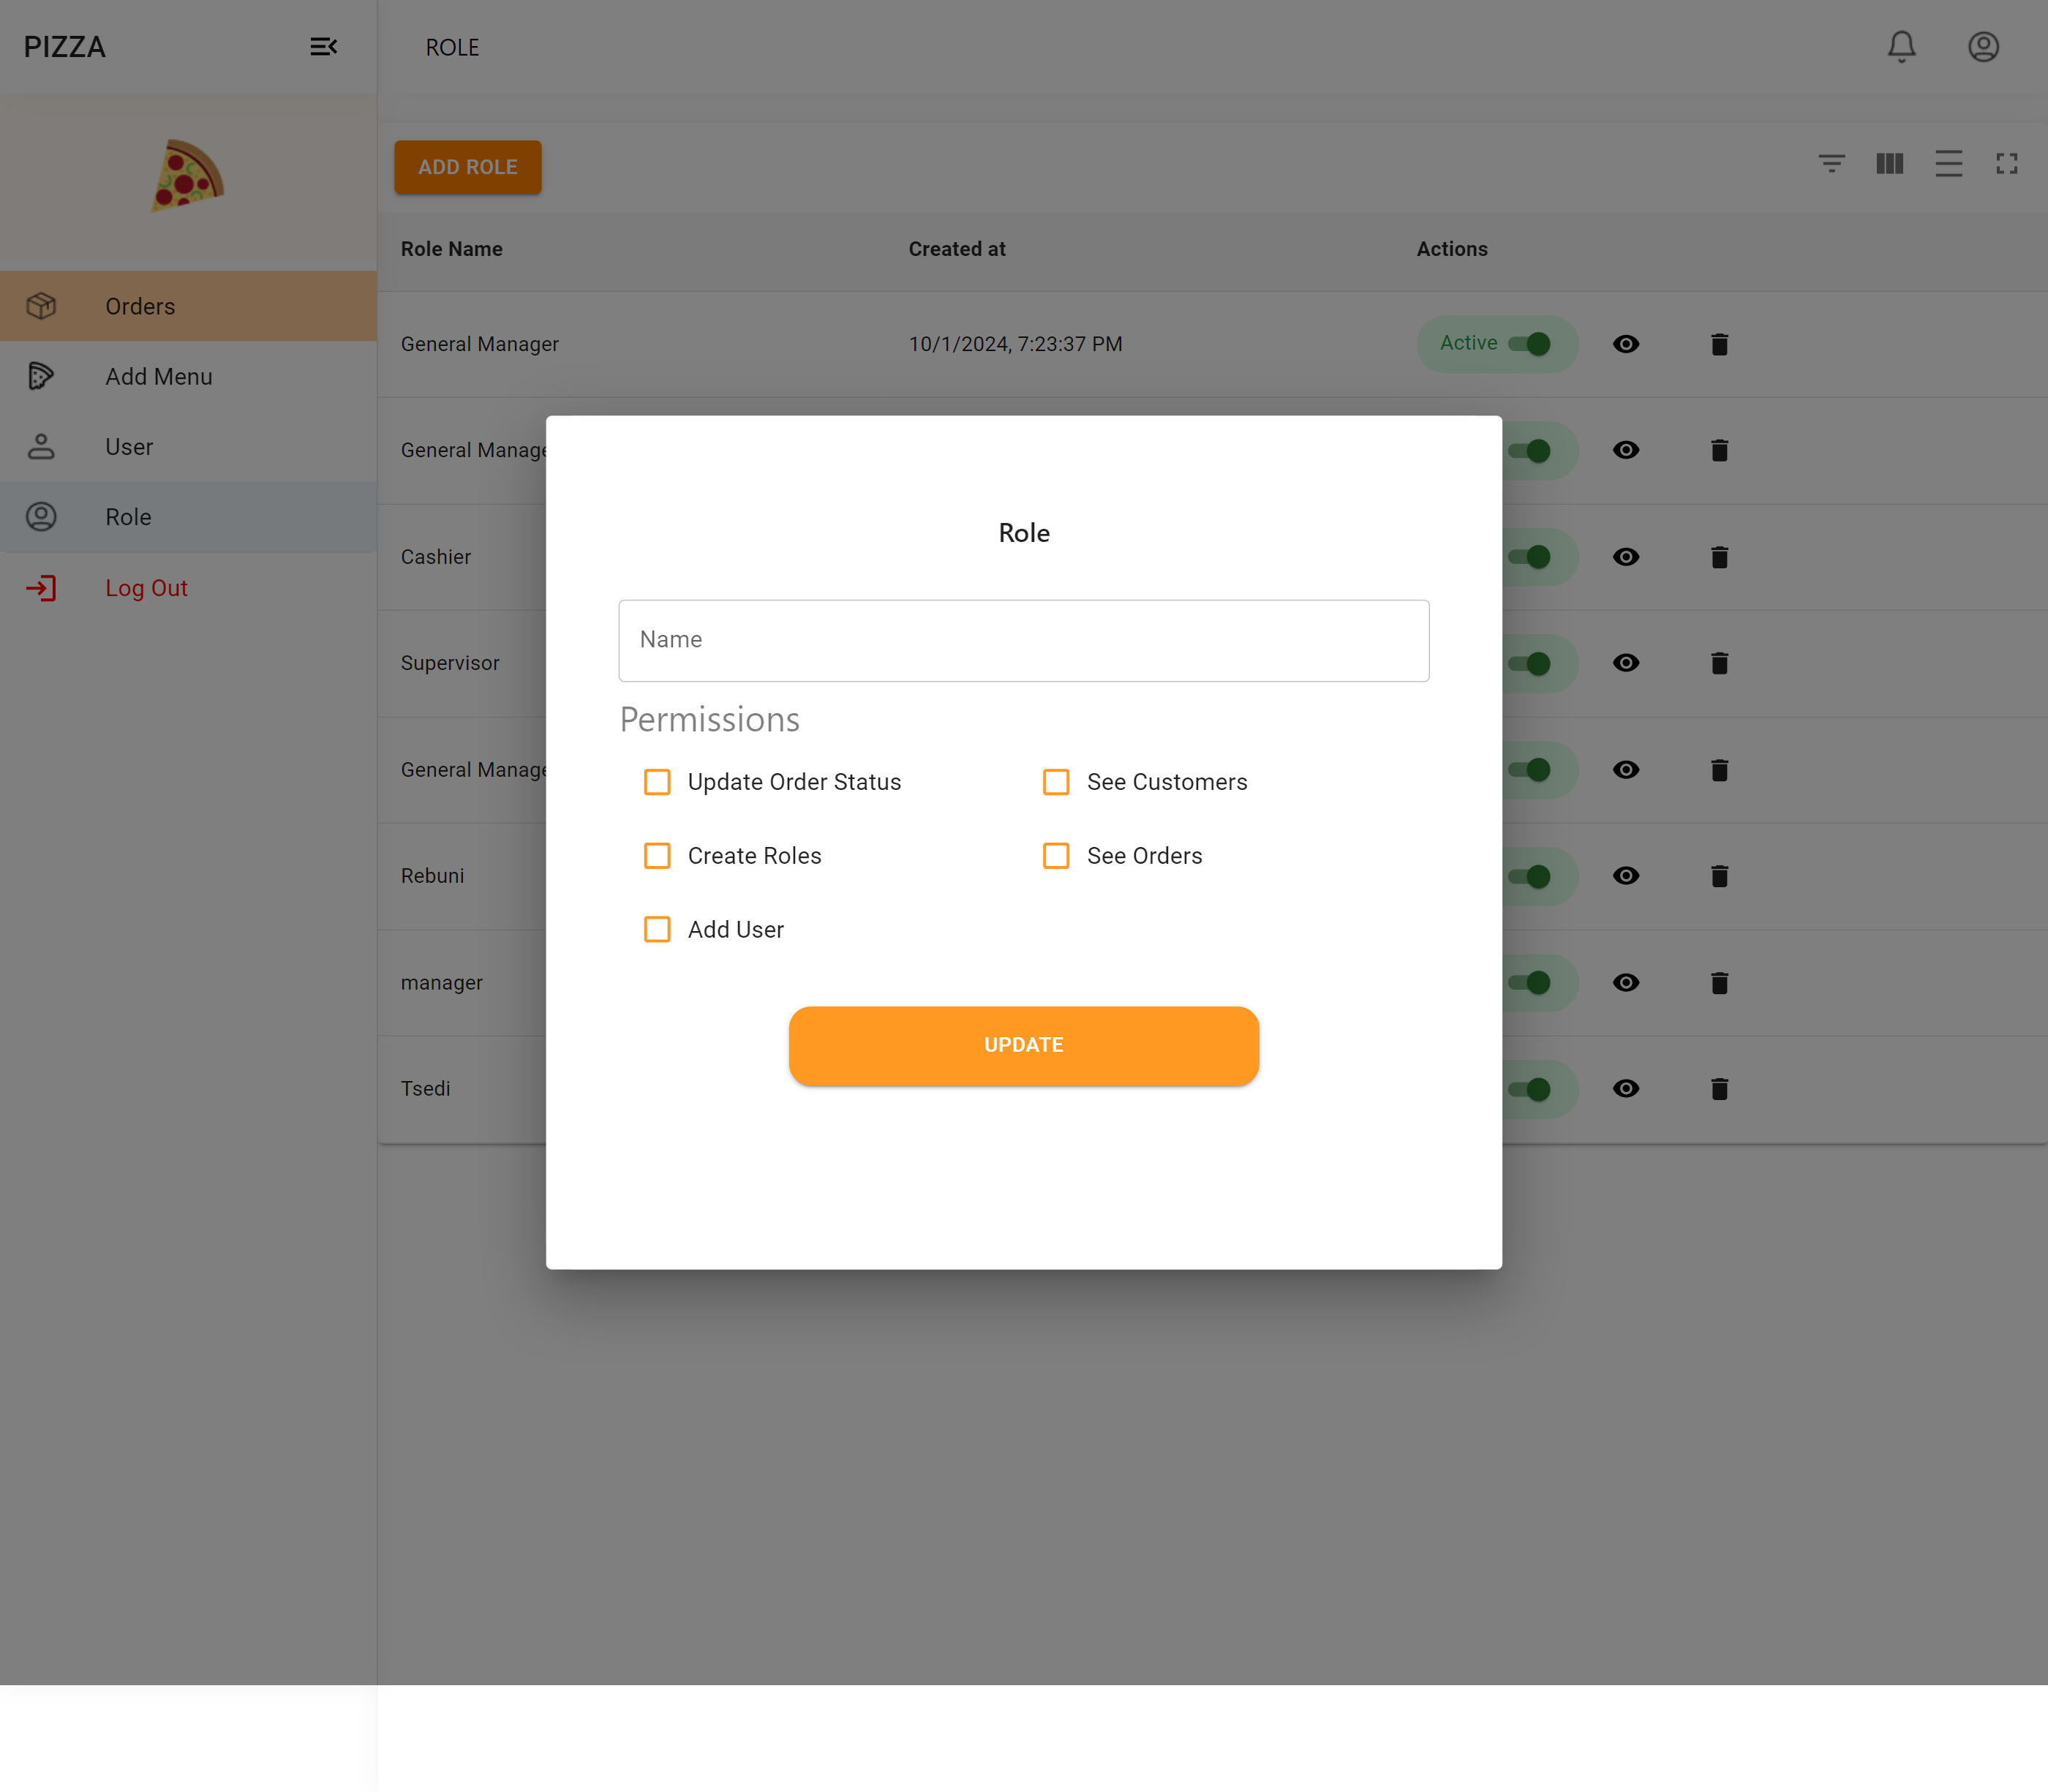 PIZZA
ROLE
ADD ROLE
Role Name Created at Actions
Orders
General Manager 10/1/2024, 7:23:37 PM Active
Add Menu
User
General Manage
Role
Cashier
Log Out
Supervisor
General Manage
Rebuni
manager
Tsedi
Role
Name
Permissions
Update Order Status See Customers
Create Roles See Orders
Add User
UPDATE